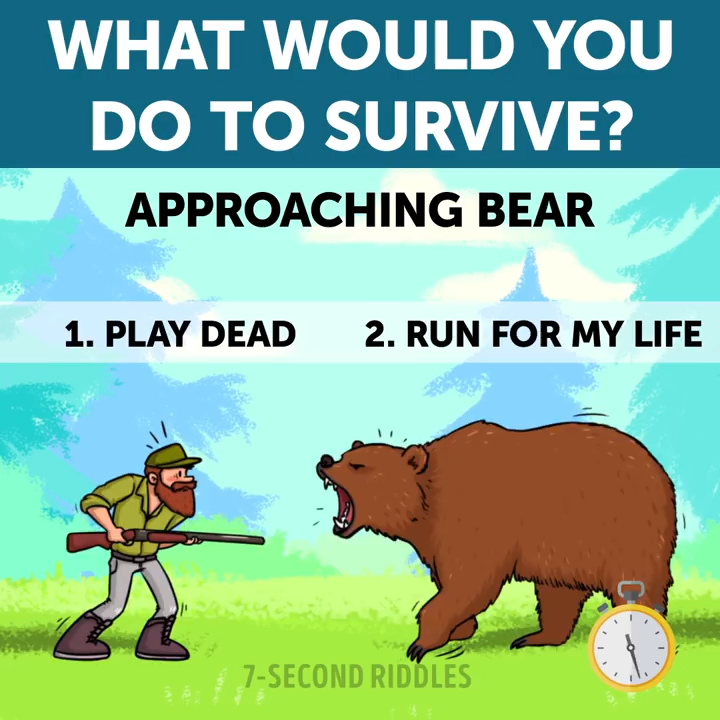 WHAT WOULD YOU
DO TO SURVIVE?
APPROACHING BEAR
1. PLAY DEAD 2. RUN FOR MY LIFE
7-SECOND RIDDLES